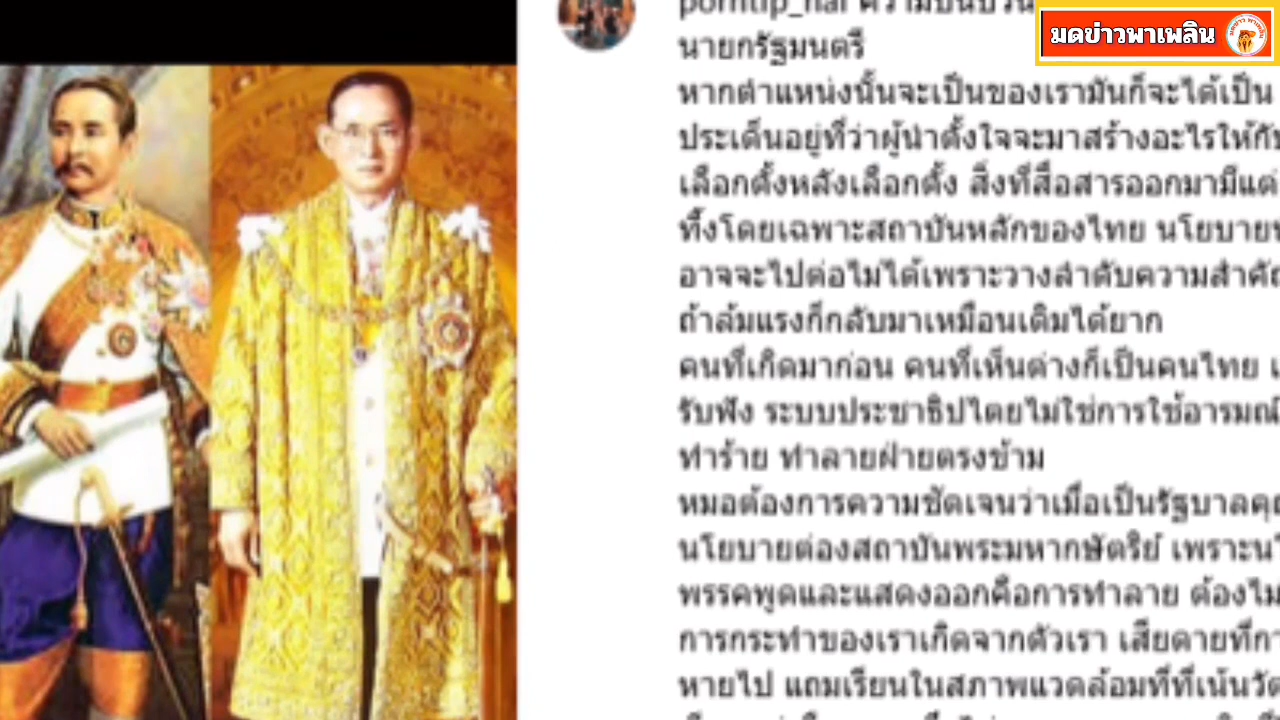 มดข่าวพาเพลิน
porntip_nai ความปั่นป่วน
นายกรัฐมนตรี
หากตำแหน่งนั้นจะเป็นของเรามันก็จะได้เป็น
ประเด็นอยู่ที่ว่าผู้นำตั้งใจจะมาสร้างอะไรให้กับ
เลือกตั้งหลังเลือกตั้ง สิ่งที่สื่อสารออกมามีแต่
ทิ้งโดยเฉพาะสถาบันหลักของไทย นโยบาย
อาจจะไปต่อไม่ได้เพราะวางลำดับความสำคัญ
ถ้าล้มแรงก็กลับมาเหมือนเดิมได้ยาก
คนที่เกิดมาก่อน คนที่เห็นต่างก็เป็นคนไทย
รับฟัง ระบบประชาธิปไตยไม่ใช่การใช้อารมณ์
ทำร้าย ทำลายฝ่ายตรงข้าม
หมอต้องการความชัดเจนว่าเมื่อเป็นรัฐบาล
นโยบายต่องสถาบันพระมหากษัตริย์ เพราะ
พรรคพูดและแสดงออกคือการทำลาย ต้อง
การกระทำของเราเกิดจากตัวเรา เสียดายที่
หายไป แถมเรียนในสภาพแวดล้อมที่ที่เน้น